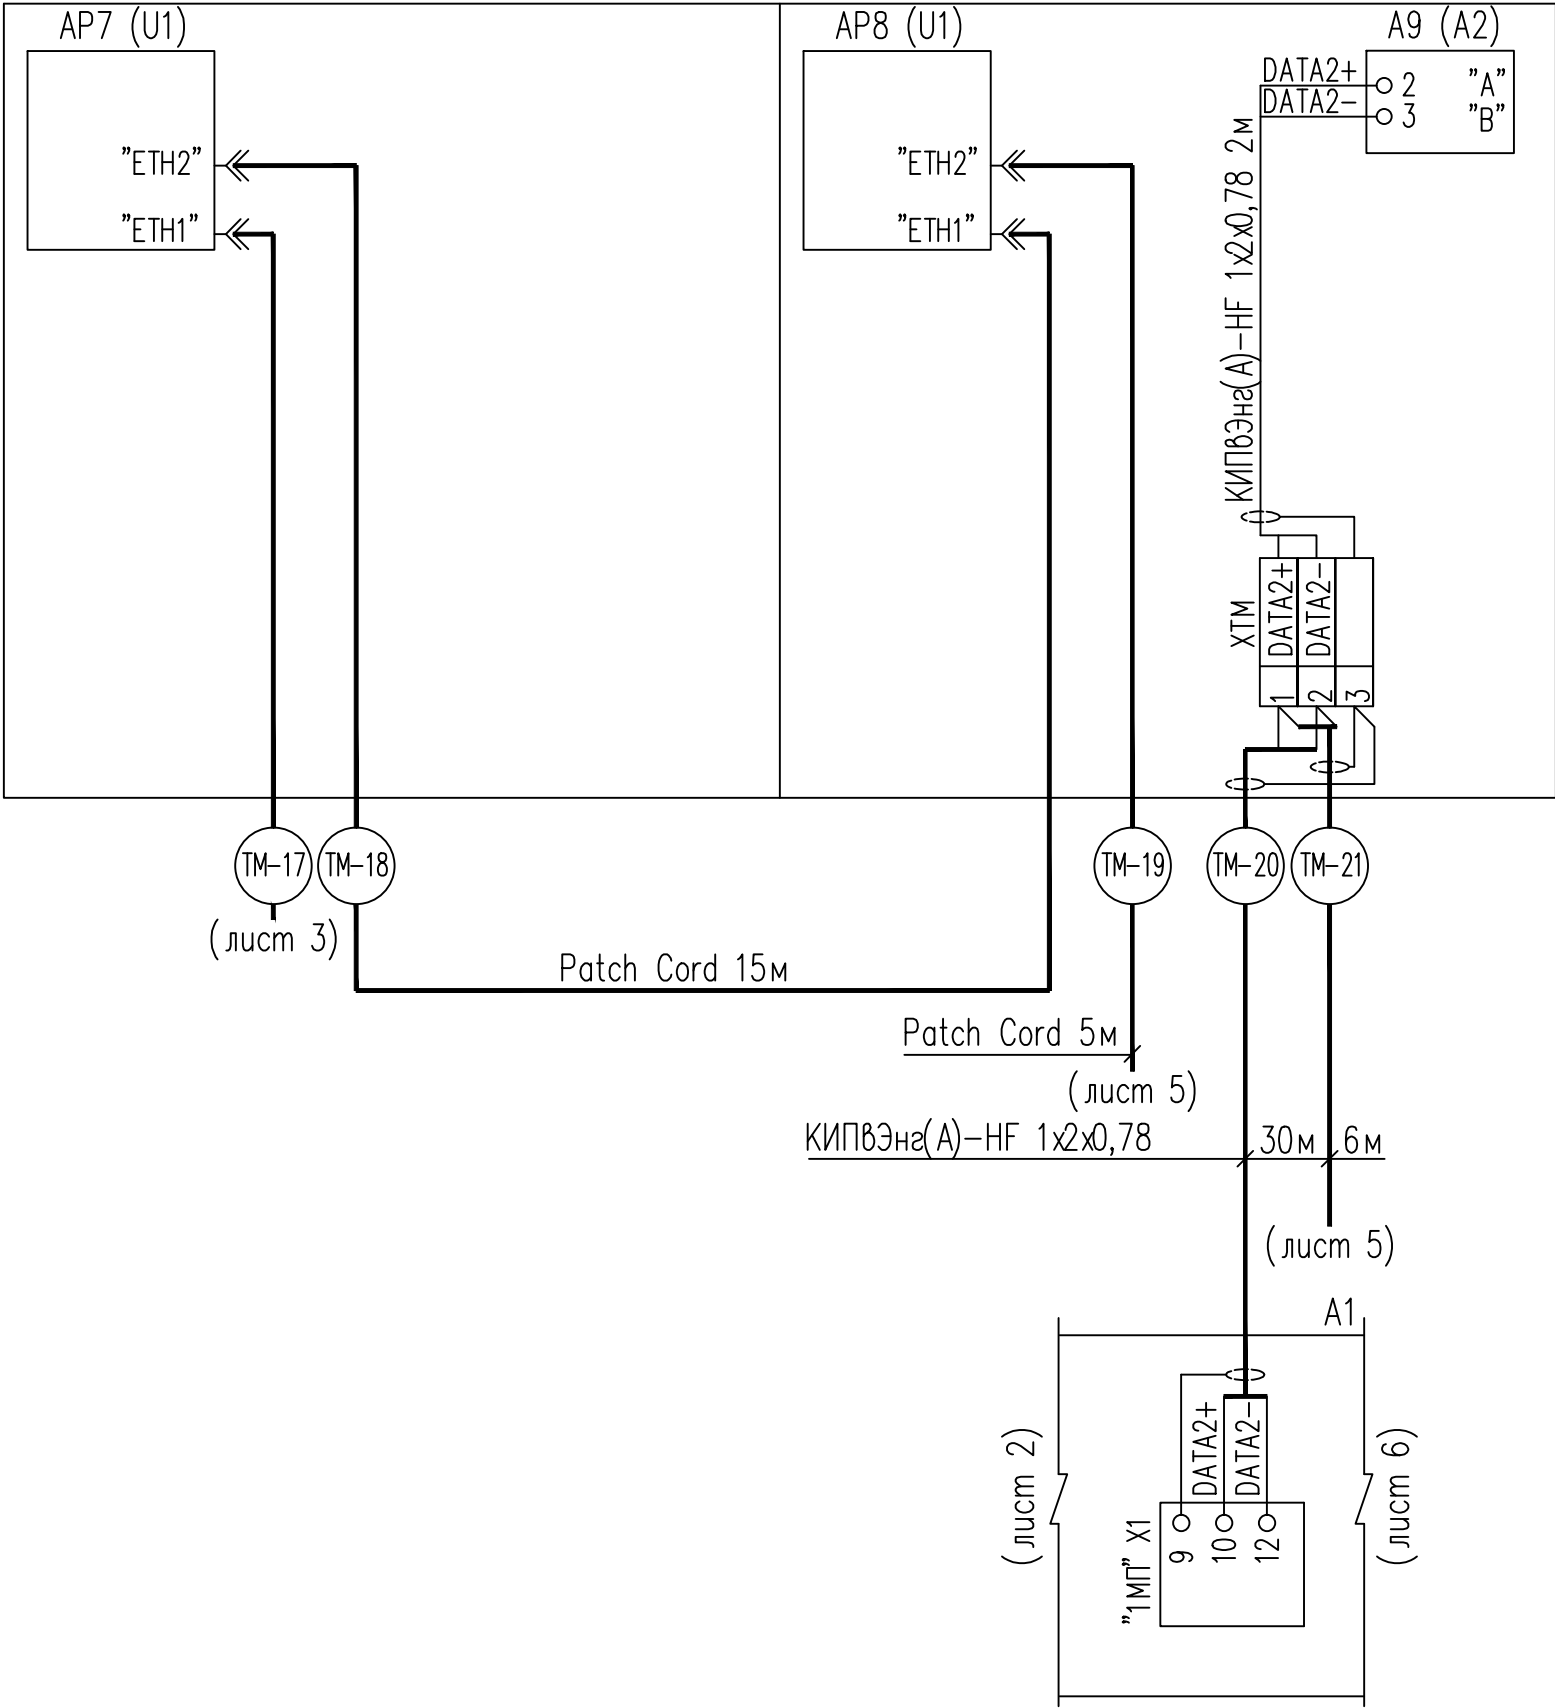 AP7 (U1)
AP8 (U1)
A9 (A2)
DATA2+
2
"A"
DATA2-
3
"B"
"ETH2"
"ETH1"
"ETH2"
"ETH1"
КИПвЭнг(А)-HF 1х2х0,78 2м
XTM
DATA2+
DATA2-
1
2
3
TM-17
TM-18
TM-19
TM-20
TM-21
(лист 3)
Patch Cord 15м
Patch Cord 5м
(лист 5)
КИПвЭнг(А)-HF 1х2х0,78
30м
6м
(лист 5)
A1
(лист 2)
DATA2+
DATA2-
(лист 6)
"1МП" X1
9
10
12